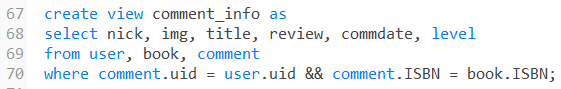 67 create view comment_info as
68 select nick, img, title, review, commdate, level
69 from user, book, comment
70 where comment.uid = user.uid && comment.ISBN = book.ISBN;